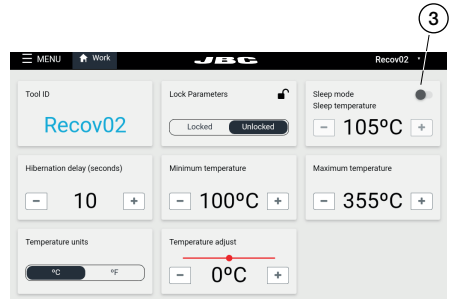 3
MENU Work JBC Recov02
Tool ID
Recov02
Lock Parameters
Locked Unlocked
Sleep mode
Sleep temperature
- 105ºC +
Hibernation delay (seconds)
- 10 +
Minimum temperature
- 100ºC +
Maximum temperature
- 355ºC +
Temperature units
ºC ºF
Temperature adjust
- 0ºC +